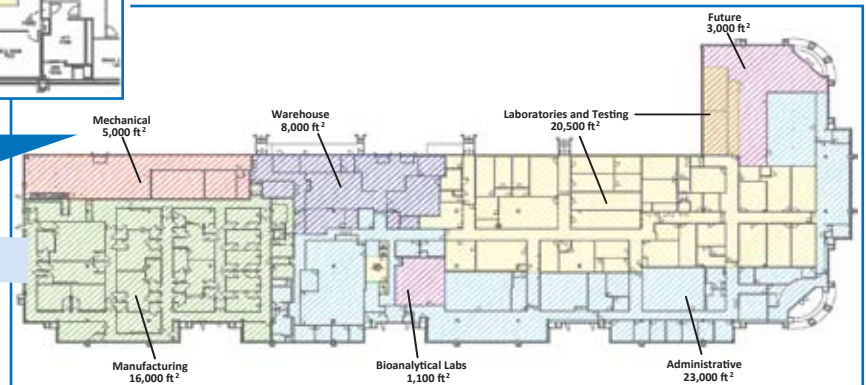 Future
3,000 ft²
Mechanical
5,000 ft²
Warehouse
8,000 ft²
Laboratories and Testing
20,500 ft²
Manufacturing
16,000 ft²
Bioanalytical Labs
1,100 ft²
Administrative
23,000 ft²